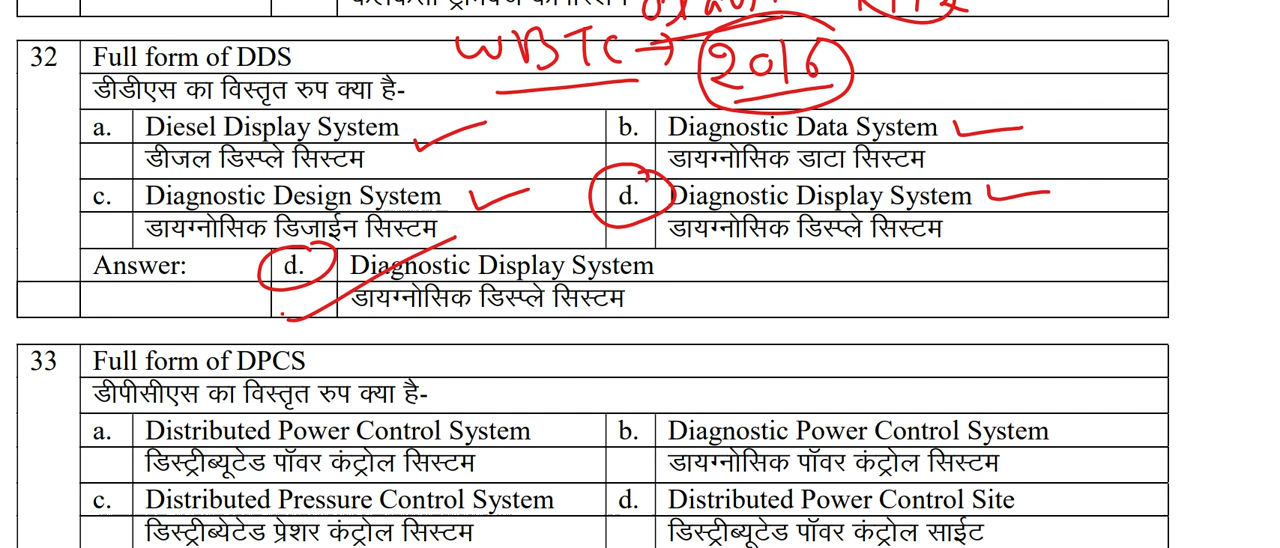 WBTC → 2016
32 Full form of DDS
डीडीएस का विस्तृत रुप क्या है-
a. Diesel Display System b. Diagnostic Data System
डीजल डिस्प्ले सिस्टम डायग्नोसिक डाटा सिस्टम
c. Diagnostic Design System d. Diagnostic Display System
डायग्नोसिक डिजाईन सिस्टम डायग्नोसिक डिस्प्ले सिस्टम
Answer: d. Diagnostic Display System
डायग्नोसिक डिस्प्ले सिस्टम
33 Full form of DPCS
डीपीसीएस का विस्तृत रुप क्या है-
a. Distributed Power Control System b. Diagnostic Power Control System
डिस्ट्रीब्यूटेड पॉवर कंट्रोल सिस्टम डायग्नोसिक पॉवर कंट्रोल सिस्टम
c. Distributed Pressure Control System d. Distributed Power Control Site
डिस्ट्रीब्येटेड प्रेशर कंट्रोल सिस्टम डिस्ट्रीब्यूटेड पॉवर कंट्रोल साईट